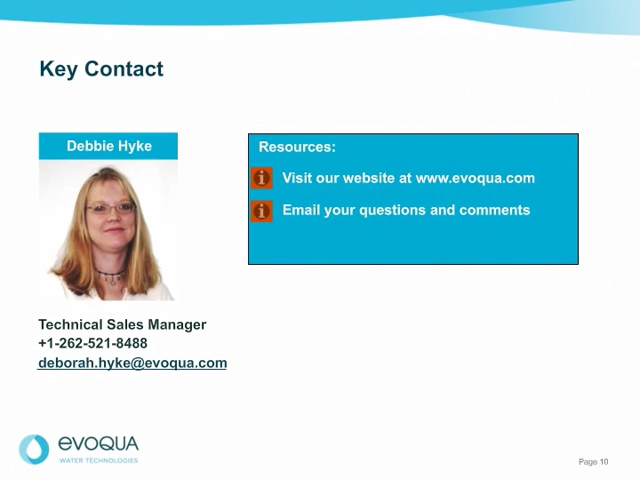 Key Contact
Debbie Hyke
Technical Sales Manager
+1-262-521-8488
deborah.hyke@evoqua.com
Resources:
Visit our website at www.evoqua.com
Email your questions and comments
evoqua
WATER TECHNOLOGIES
Page 10